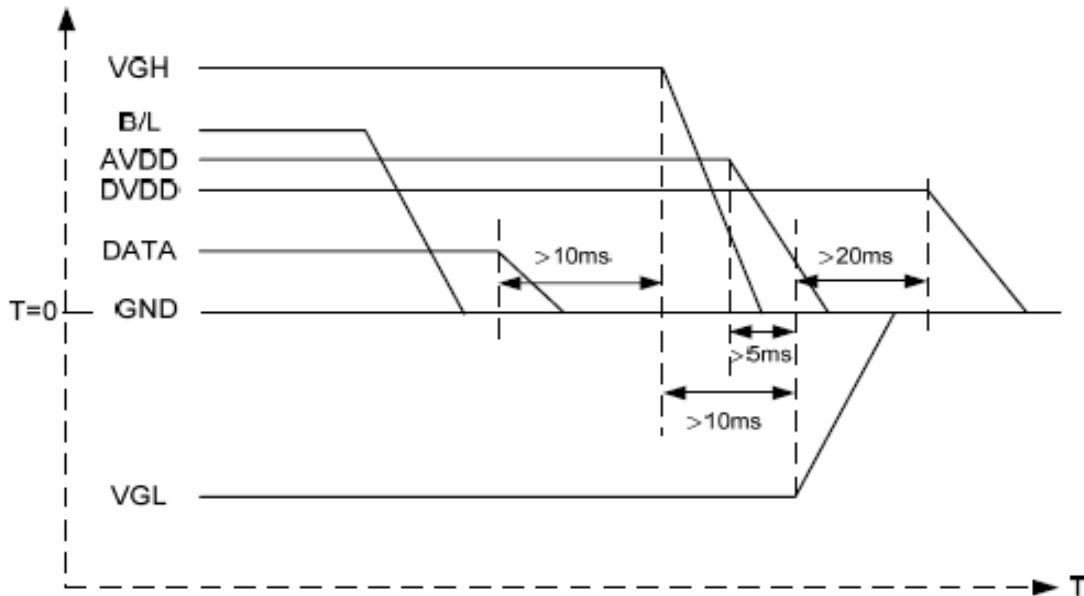 VGH
B/L
AVDD
DVDD
DATA
>10ms
>20ms
T=0
GND
>5ms
>10ms
VGL
T